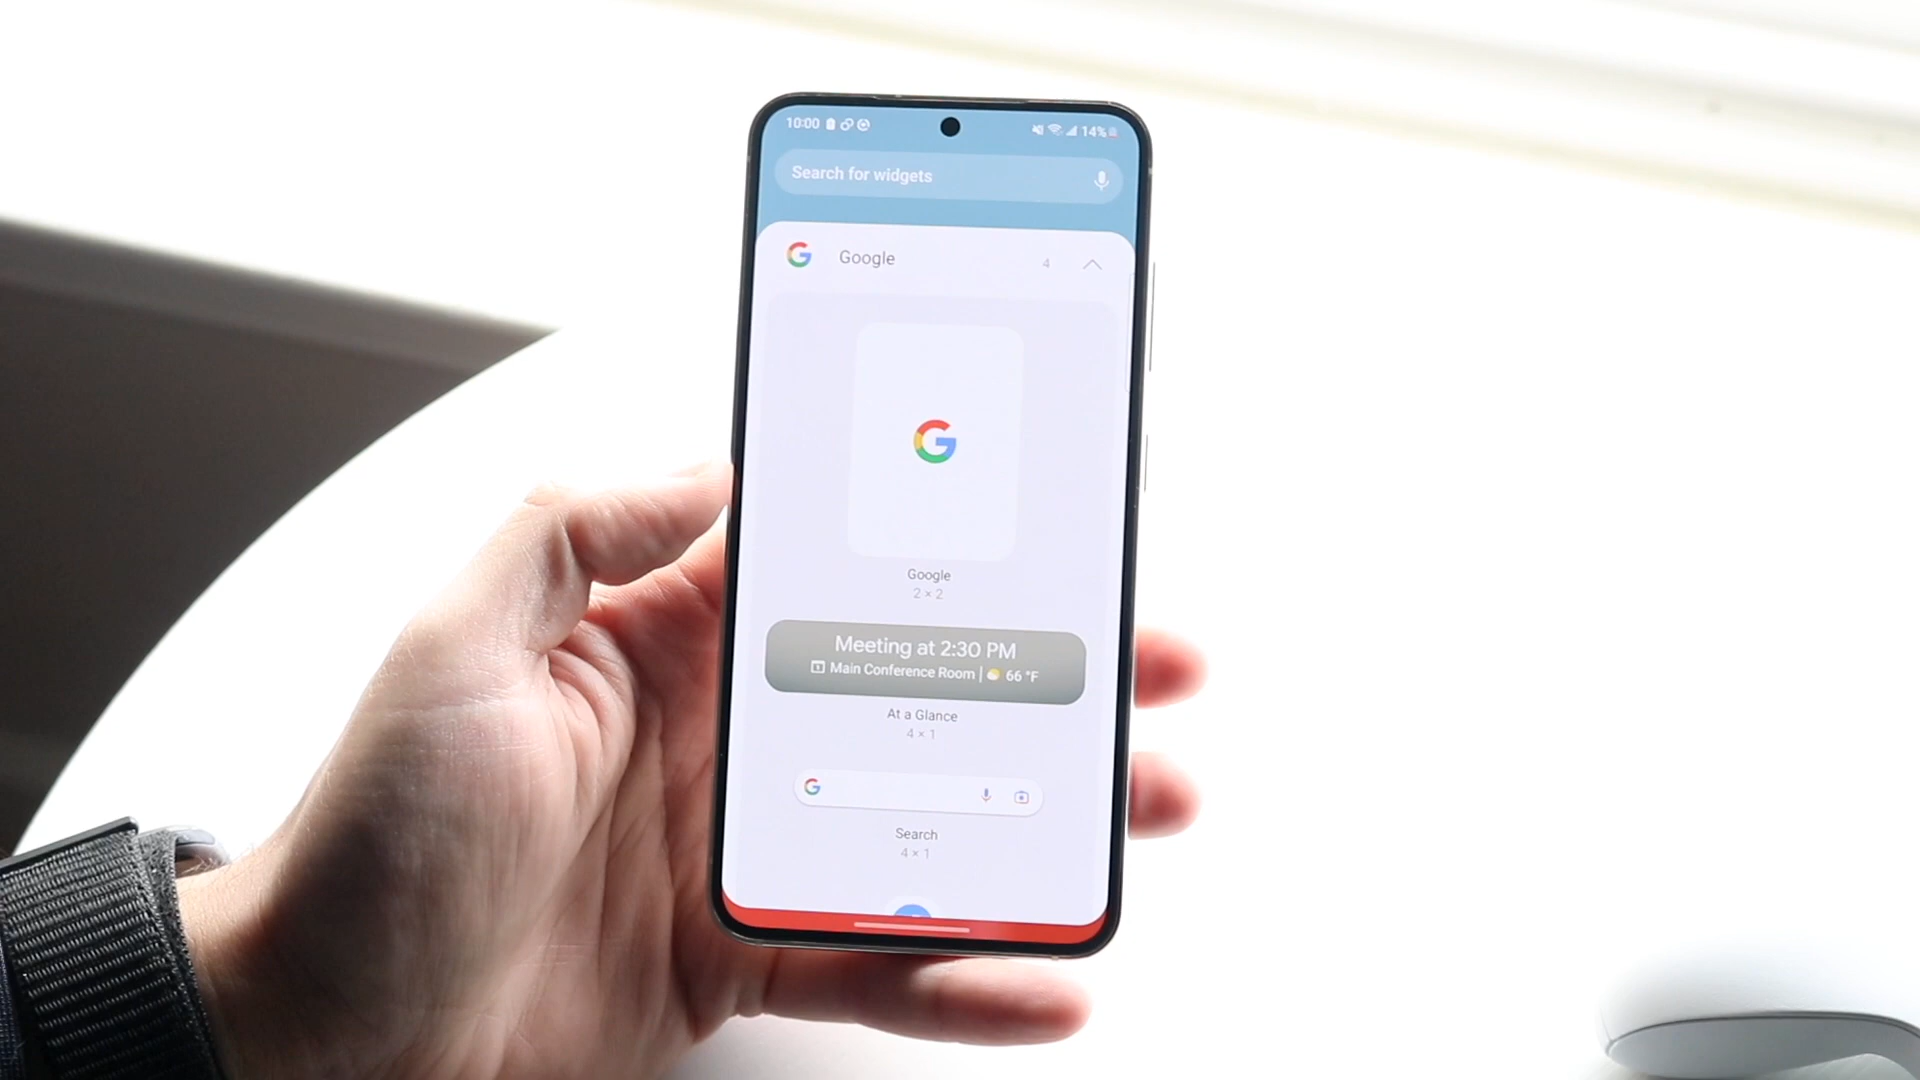 10:00 14%
Search for widgets
Google 4
Google
2 × 2
Meeting at 2:30 PM
Main Conference Room | 66 °F
At a Glance
4 × 1
Search
4 × 1